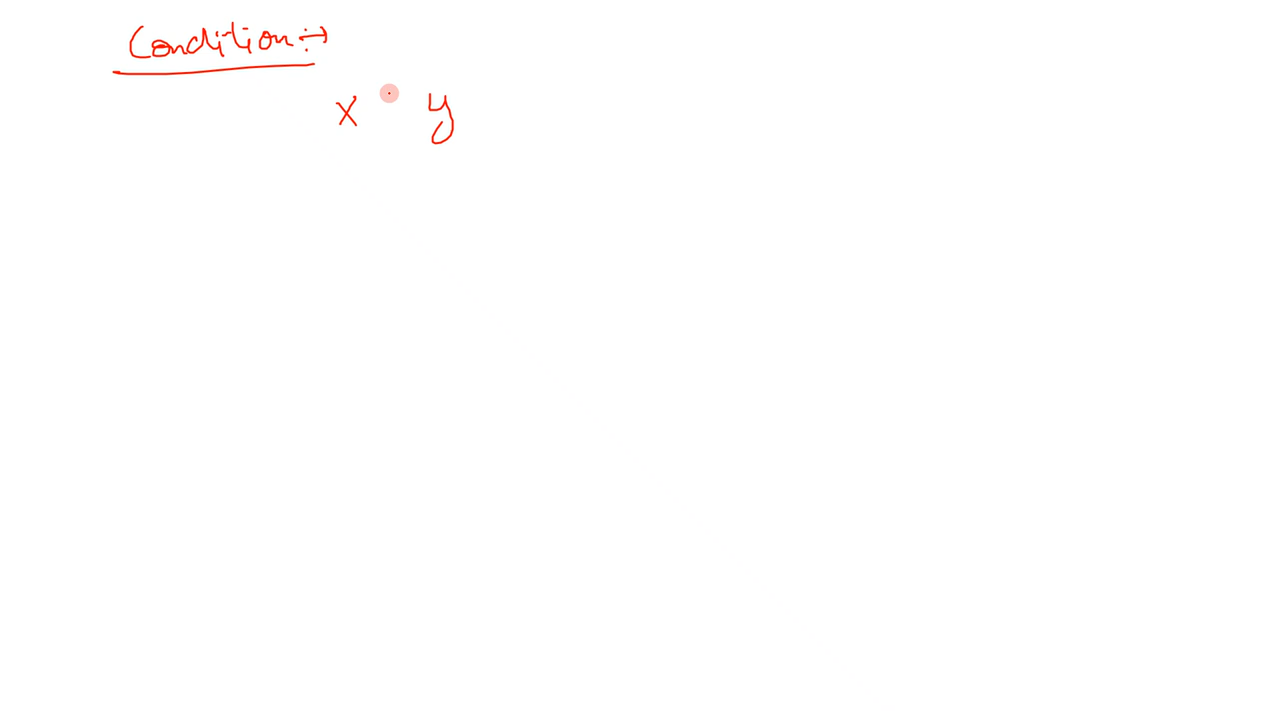 Condition :→
x y